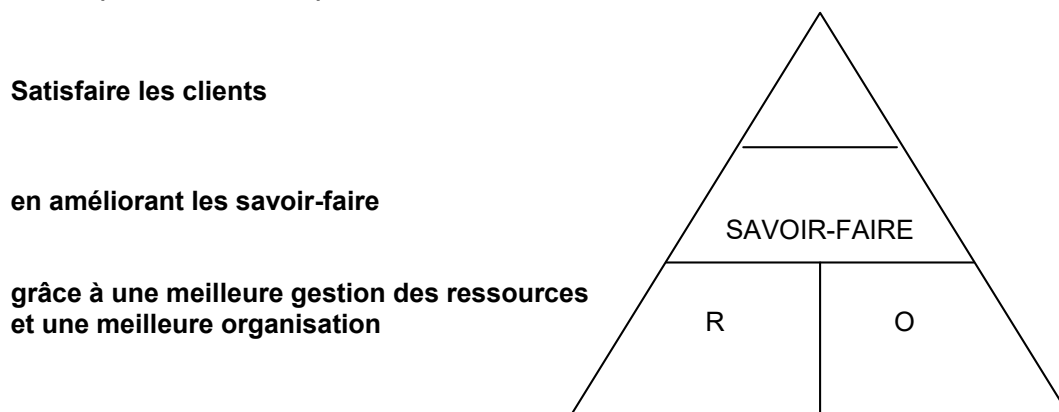 Satisfaire les clients
en améliorant les savoir-faire
SAVOIR-FAIRE
grâce à une meilleure gestion des ressources
et une meilleure organisation
R
O